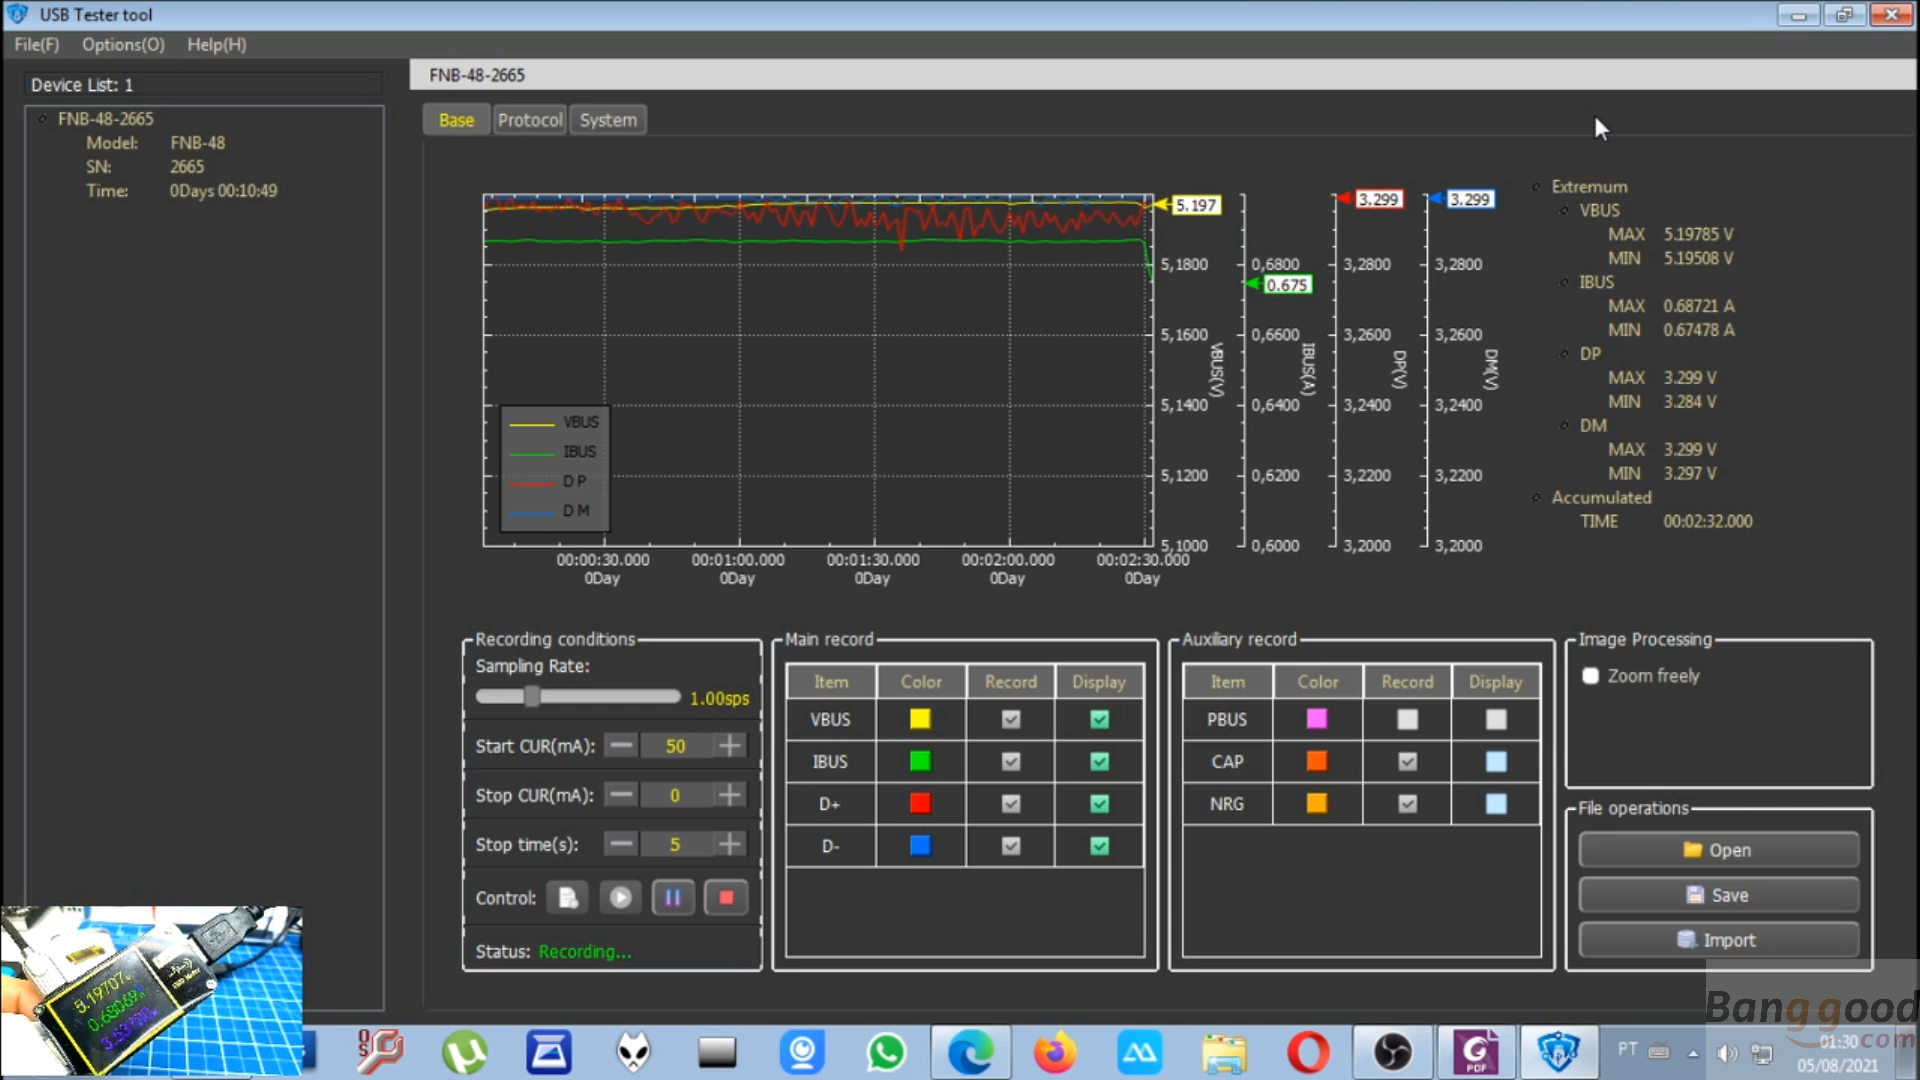 USB Tester tool
File(F) Options(O) Help(H)
Device List: 1
FNB-48-2665
Model: FNB-48
SN: 2665
Time: 0Days 00:10:49
FNB-48-2665
Base Protocol System
5.197
5,1800
5,1600
5,1400
5,1200
5,1000
VBUS(V)
0,6800
0.675
0,6600
0,6400
0,6200
0,6000
IBUS(A)
3.299
3,2800
3,2600
3,2400
3,2200
3,2000
DP(V)
3.299
3,2800
3,2600
3,2400
3,2200
3,2000
DM(V)
VBUS
IBUS
D P
D M
00:00:30.000 00:01:00.000 00:01:30.000 00:02:00.000 00:02:30.000
0Day 0Day 0Day 0Day 0Day
Extremum
VBUS
MAX 5.19785 V
MIN 5.19508 V
IBUS
MAX 0.68721 A
MIN 0.67478 A
DP
MAX 3.299 V
MIN 3.284 V
DM
MAX 3.299 V
MIN 3.297 V
Accumulated
TIME 00:02:32.000
Recording conditions
Sampling Rate:
1.00sps
Start CUR(mA): 50
Stop CUR(mA): 0
Stop time(s): 5
Control:
Status: Recording...
Main record
Item Color Record Display
VBUS
IBUS
D+
D-
Auxiliary record
Item Color Record Display
PBUS
CAP
NRG
Image Processing
Zoom freely
File operations
Open
Save
Import
5.19707
0.68069
Banggood
.com
OS
PDF
PT
01:30
05/08/2021